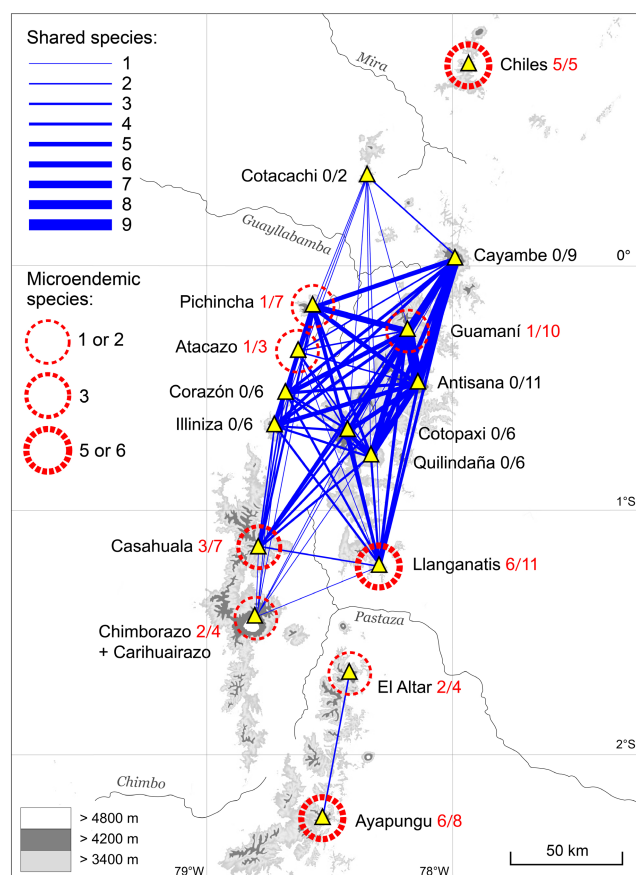 Shared species:
1
2
3
4
5
6
7
8
9
Mira
Chiles 5/5
Cotacachi 0/2
Guayllabamba
Cayambe 0/9
0°
Microendemic
species:
1 or 2
3
5 or 6
Pichincha 1/7
Guamaní 1/10
Atacazo 1/3
Antisana 0/11
Corazón 0/6
Illiniza 0/6
Cotopaxi 0/6
Quilindaña 0/6
1°S
Casahuala 3/7
Llanganatis 6/11
Chimborazo 2/4
+ Carihuairazo
Pastaza
El Altar 2/4
2°S
Chimbo
Ayapungu 6/8
> 4800 m
> 4200 m
> 3400 m
79°W
78°W
50 km